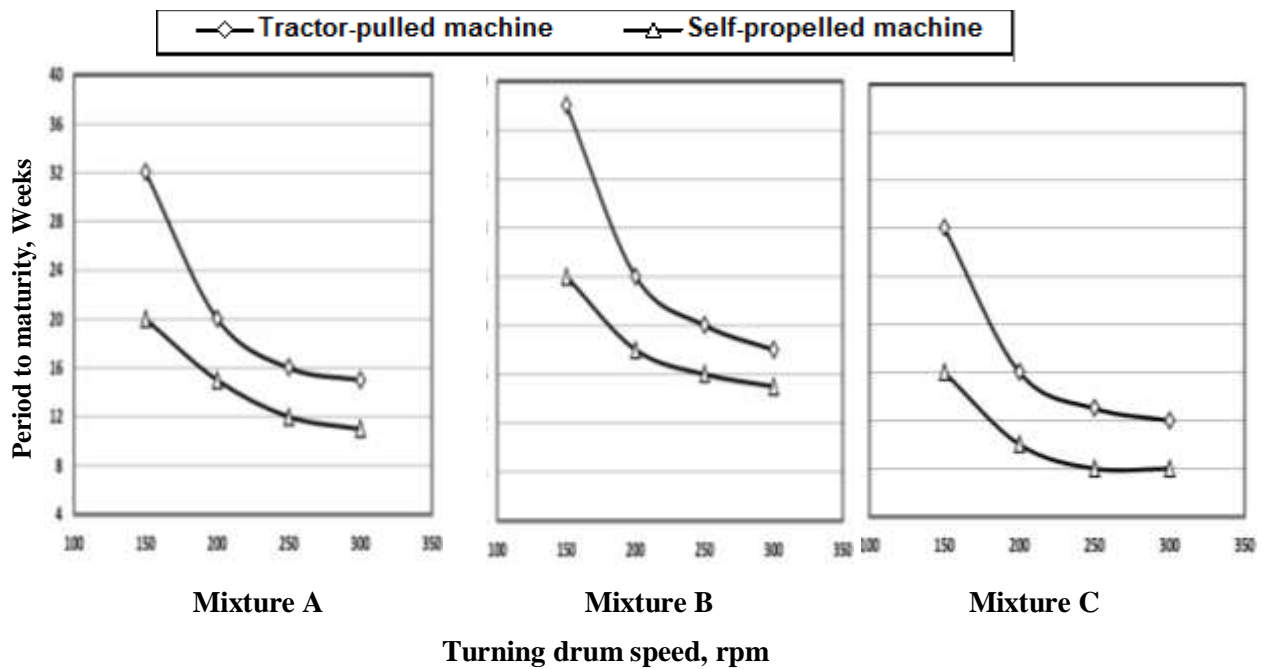 Tractor-pulled machine Self-propelled machine
Period to maturity, Weeks
40
36
32
28
24
20
16
12
8
4
100 150 200 250 300 350
100 150 200 250 300 350
100 150 200 250 300 350
Mixture A Mixture B Mixture C
Turning drum speed, rpm